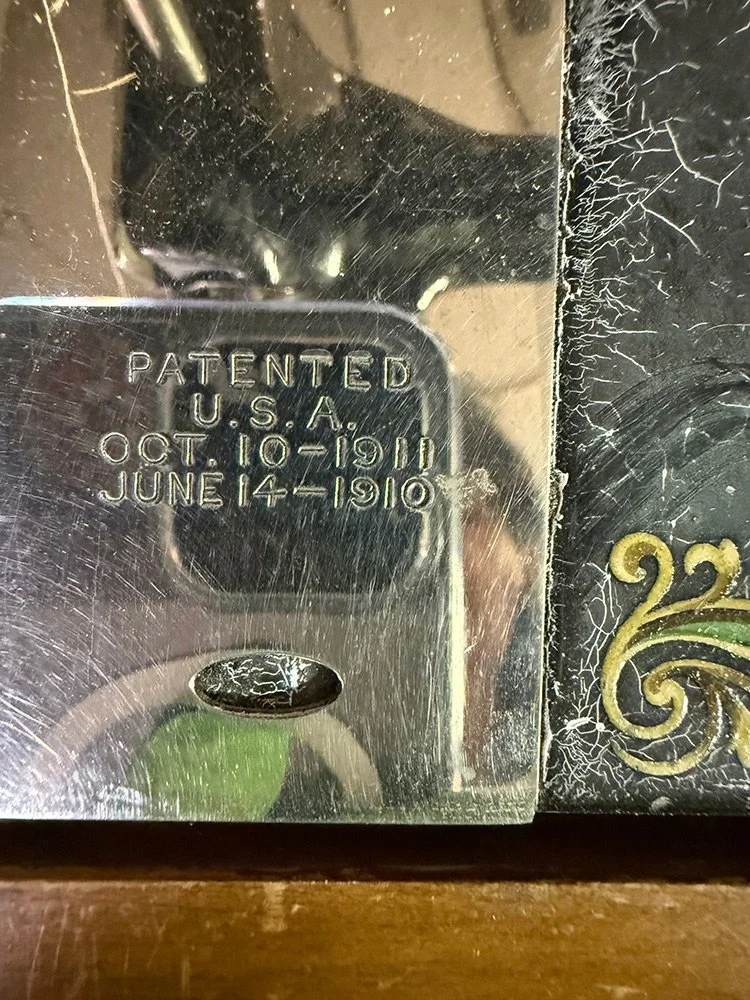 PATENTED
U.S.A.
OCT. 10-1911
JUNE 14-1910